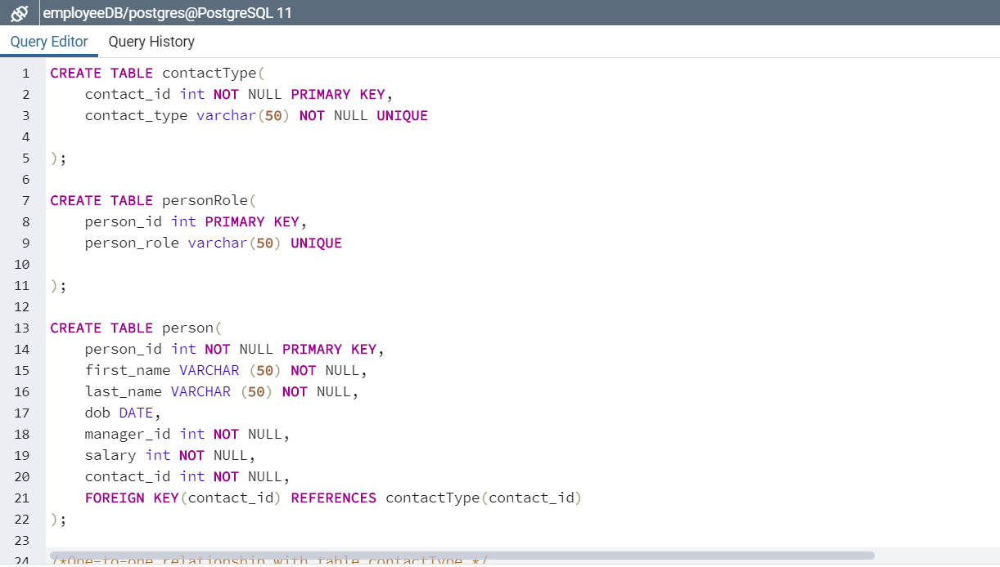 employeeDB/postgres@PostgreSQL 11
Query Editor Query History
1 CREATE TABLE contactType(
2 contact_id int NOT NULL PRIMARY KEY,
3 contact_type varchar(50) NOT NULL UNIQUE
4
5 );
6
7 CREATE TABLE personRole(
8 person_id int PRIMARY KEY,
9 person_role varchar(50) UNIQUE
10
11 );
12
13 CREATE TABLE person(
14 person_id int NOT NULL PRIMARY KEY,
15 first_name VARCHAR (50) NOT NULL,
16 last_name VARCHAR (50) NOT NULL,
17 dob DATE,
18 manager_id int NOT NULL,
19 salary int NOT NULL,
20 contact_id int NOT NULL,
21 FOREIGN KEY(contact_id) REFERENCES contactType(contact_id)
22 );
23
24 /*One-to-one relationship with table contactType */